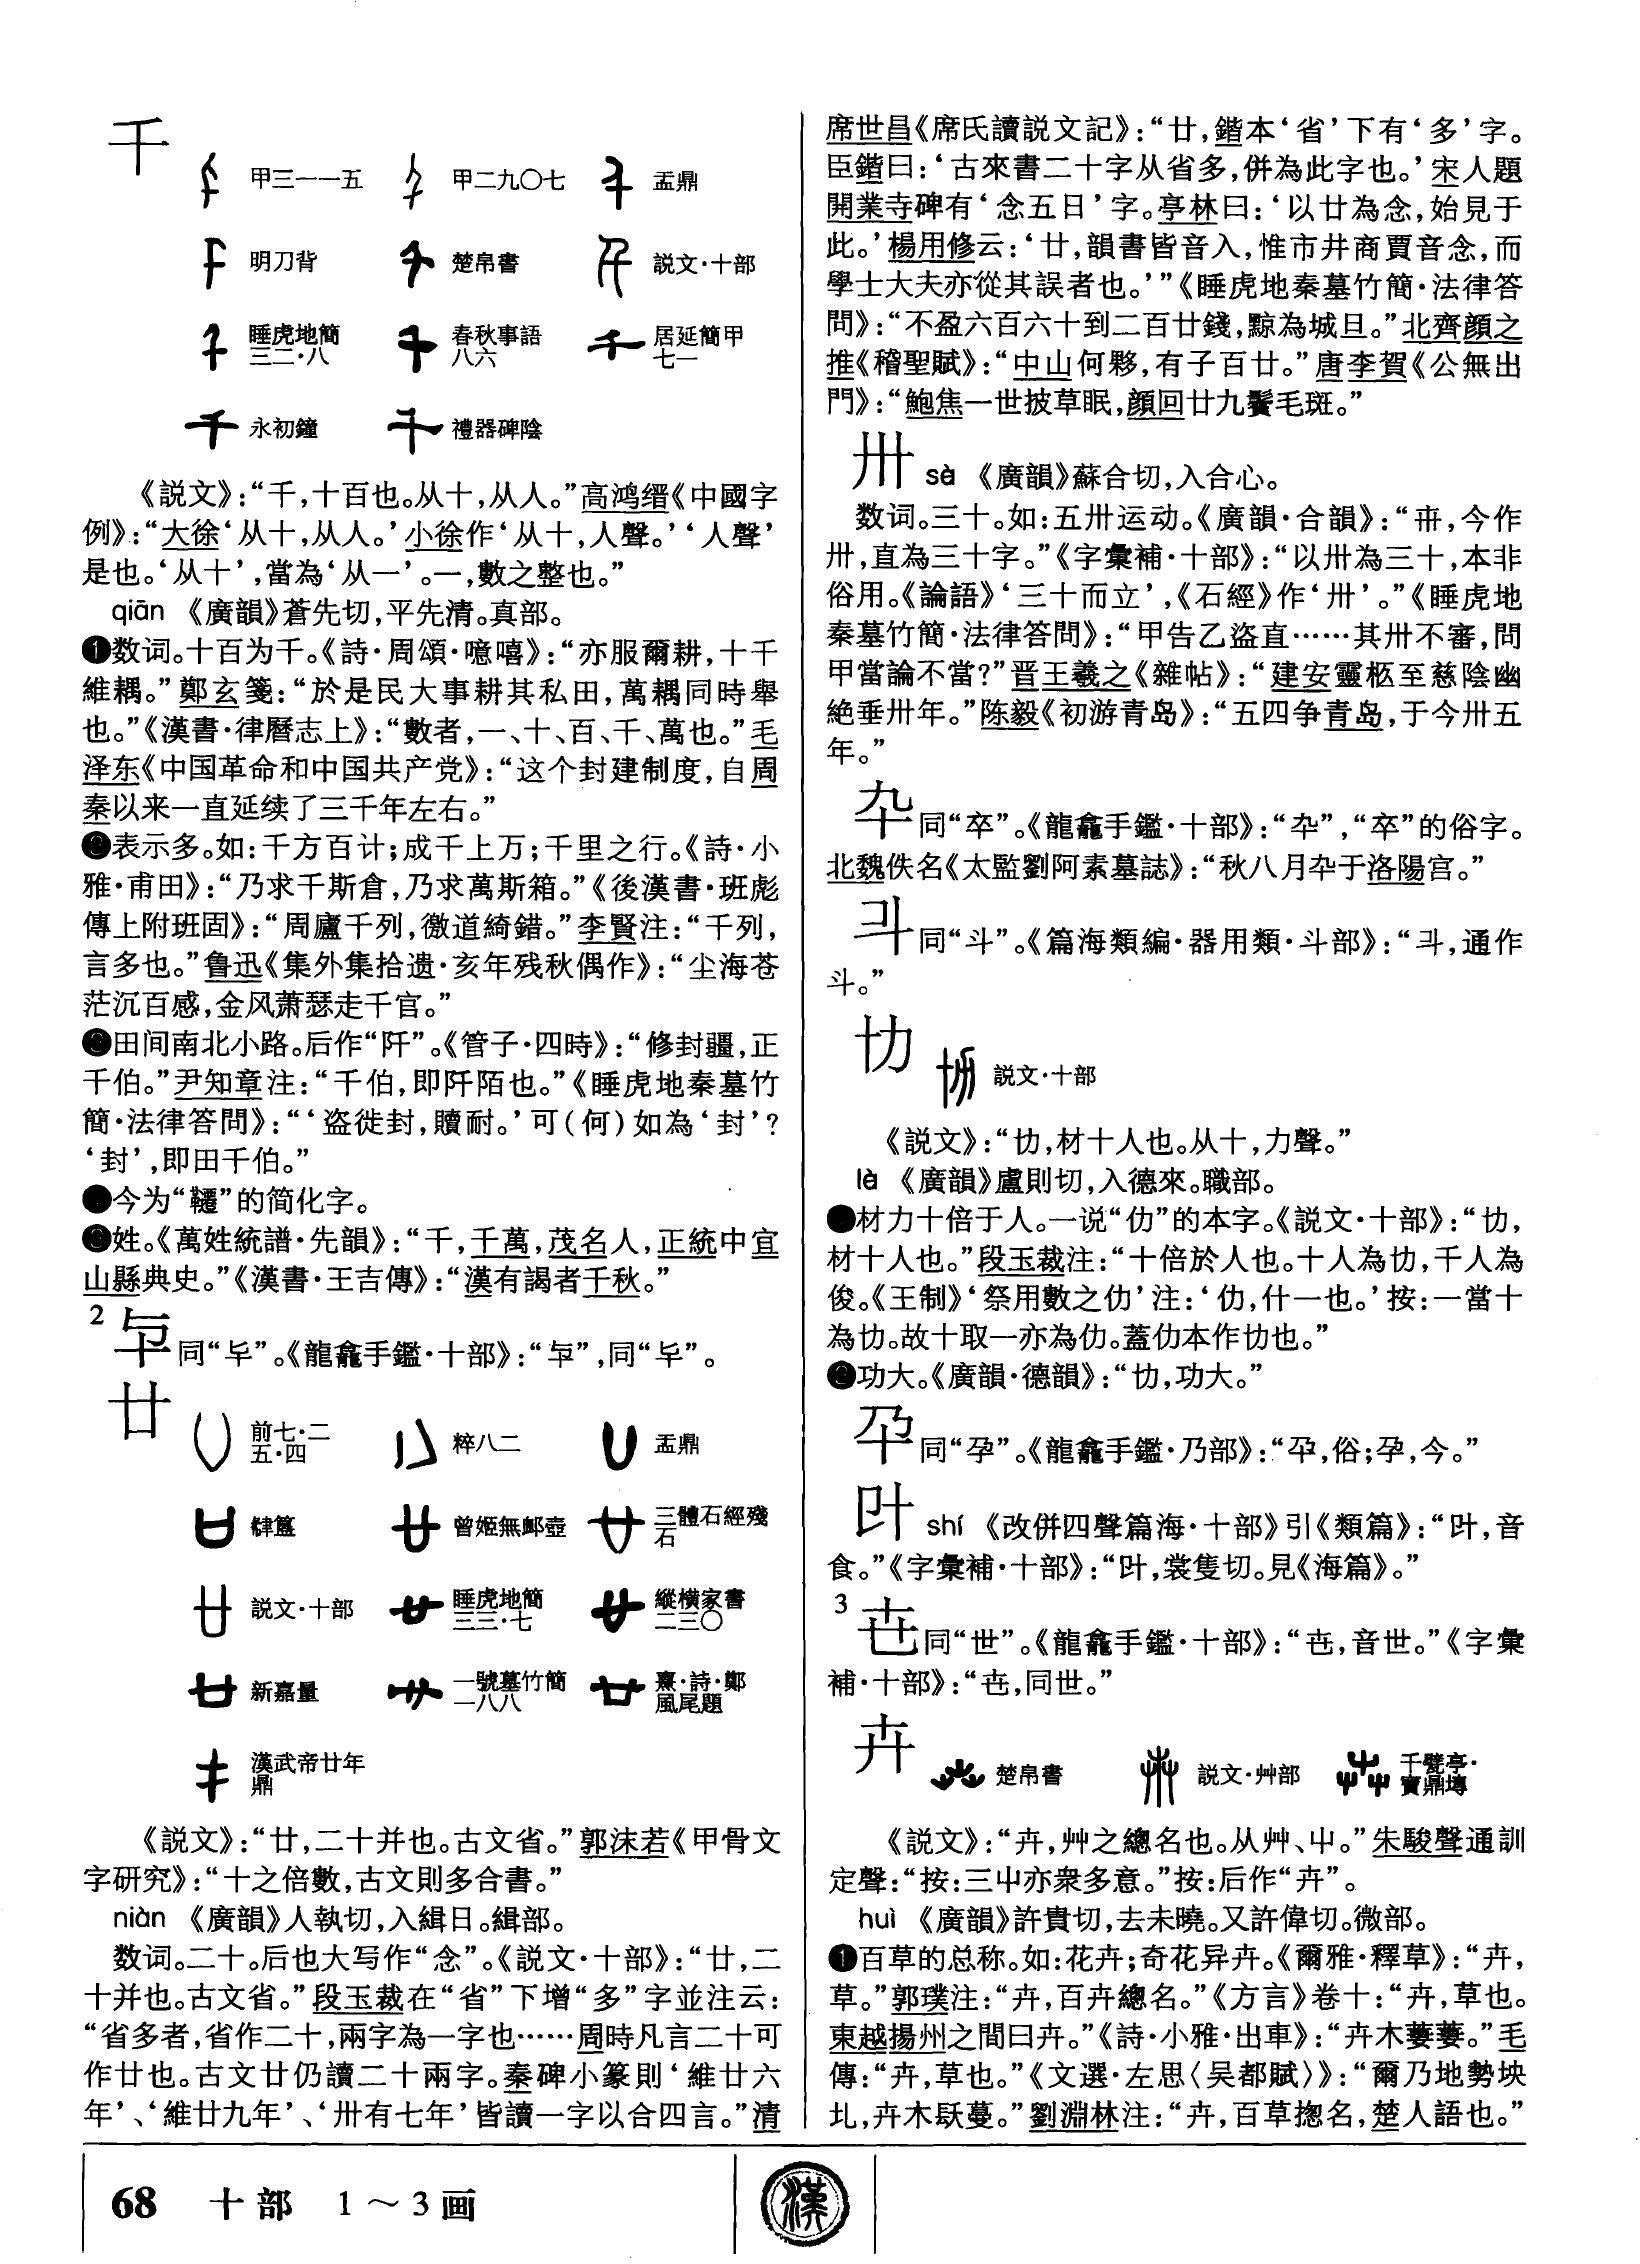 千
甲三一一五 甲二九〇七 盂鼎
明刀背 楚帛書 説文·十部
睡虎地簡三二·八 春秋事語八六 居延簡甲七一
永初鐘 禮器碑陰
《説文》：“千，十百也。从十，从人。”高鸿缙《中國字
例》：“大徐‘从十，从人。’小徐作‘从十，人聲。’‘人聲’
是也。‘从十’，當為‘从一’。一，數之整也。”
qiān 《廣韻》蒼先切，平先清。真部。
❶数词。十百为千。《詩·周頌·噫嘻》：“亦服爾耕，十千
維耦。”鄭玄箋：“於是民大事耕其私田，萬耦同時舉
也。”《漢書·律曆志上》：“數者，一、十、百、千、萬也。”毛
泽东《中国革命和中国共产党》：“这个封建制度，自周
秦以来一直延续了三千年左右。”
❷表示多。如：千方百计；成千上万；千里之行。《詩·小
雅·甫田》：“乃求千斯倉，乃求萬斯箱。”《後漢書·班彪
傳上附班固》：“周廬千列，徼道綺錯。”李賢注：“千列，
言多也。”鲁迅《集外集拾遗·亥年残秋偶作》：“尘海苍
茫沉百感，金风萧瑟走千官。”
❸田间南北小路。后作“阡”。《管子·四時》：“修封疆，正
千伯。”尹知章注：“千伯，即阡陌也。”《睡虎地秦墓竹
簡·法律答問》：“‘盗徙封，贖耐。’可(何)如為‘封’？
‘封’，即田千伯。”
❹今为“韆”的简化字。
❺姓。《萬姓統譜·先韻》：“千，千萬，茂名人，正統中宜
山縣典史。”《漢書·王吉傳》：“漢有謁者千秋。”
2
同“㐄”。《龍龕手鑑·十部》：
廿
前七·二五·四 粹八二 盂鼎
𨽸簋 曾姬無卹壺 三體石經殘石
説文·十部 睡虎地簡三三·七 縱横家書二三〇
新嘉量 一號墓竹簡一八八 熹·詩·鄭風尾題
漢武帝廿年鼎
《説文》：“廿，二十并也。古文省。”郭沫若《甲骨文
字研究》：“十之倍數，古文則多合書。”
niàn 《廣韻》人執切，入緝日。緝部。
数词。二十。后也大写作“念”。《説文·十部》：“廿，二
十并也。古文省。”段玉裁在“省”下增“多”字並注云：
“省多者，省作二十，兩字為一字也……周時凡言二十可
作廿也。古文廿仍讀二十兩字。秦碑小篆則‘維廿六
年’、‘維廿九年’、‘卅有七年’皆讀一字以合四言。”清
席世昌《席氏讀説文記》：“廿，鍇本‘省’下有‘多’字。
臣鍇曰：‘古來書二十字从省多，併為此字也。’宋人題
開業寺碑有‘念五日’字。亭林曰：‘以廿為念，始見于
此。’楊用修云：‘廿，韻書皆音入，惟市井商賈音念，而
學士大夫亦從其誤者也。’”《睡虎地秦墓竹簡·法律答
問》：“不盈六百六十到二百廿錢，黥為城旦。”北齊顔之
推《稽聖賦》：“中山何夥，有子百廿。”唐李賀《公無出
門》：“鮑焦一世披草眠，顔回廿九鬢毛斑。”
卅 sà 《廣韻》蘇合切，入合心。
数词。三十。如：五卅运动。《廣韻·合韻》：“卋，今作
卅，直為三十字。”《字彙補·十部》：“以卅為三十，本非
俗用。《論語》‘三十而立’，《石經》作‘卅’。”《睡虎地
秦墓竹簡·法律答問》：“甲告乙盗直……其卅不審，問
甲當論不當？”晋王羲之《雜帖》：“建安靈柩至慈陰幽
絶垂卅年。”陈毅《初游青岛》：“五四争青岛，于今卅五
年。”
卆同“卒”。《龍龕手鑑·十部》：“卆”，“卒”的俗字。
北魏佚名《太監劉阿素墓誌》：“秋八月卆于洛陽宫。”
㪷同“斗”。《篇海類編·器用類·斗部》：通作
斗。”
㔹
説文·十部
《説文》：“㔹，材十人也。从十，力聲。”
lè 《廣韻》盧則切，入德來。職部。
❶材力十倍于人。一说“仂”的本字。《説文·十部》：“㔹，
材十人也。”段玉裁注：“十倍於人也。十人為㔹，千人為
俊。《王制》‘祭用數之仂’注：‘仂，什一也。’按：一當十
為㔹。故十取一亦為仂。蓋仂本作㔹也。”
❷功大。《廣韻·德韻》：“㔹，功大。”
同“孕”。《龍龕手鑑·乃部》：俗；孕，今。”
叶 shí 《改併四聲篇海·十部》引《類篇》：音
食。”《字彙補·十部》：裳隻切。見《海篇》。”
3
同“世”。《龍龕手鑑·十部》：音世。”《字彙
補·十部》：同世。”
卉
楚帛書 説文·艸部 千甓亭·寶鼎塼
《説文》：“卉，艸之總名也。从艸、屮。”朱駿聲通訓
定聲：“按：三屮亦衆多意。”按：后作“卉”。
huì 《廣韻》許貴切，去未曉。又許偉切。微部。
❶百草的总称。如：花卉；奇花异卉。《爾雅·釋草》：“卉，
草。”郭璞注：“卉，百卉總名。”《方言》卷十：“卉，草也。
東越揚州之間曰卉。”《詩·小雅·出車》：“卉木萋萋。”毛
傳：“卉，草也。”《文選·左思〈吴都賦〉》：“爾乃地勢坱
圠，卉木镺蔓。”劉淵林注：“卉，百草揔名，楚人語也。”
68 十部 1～3画
漢